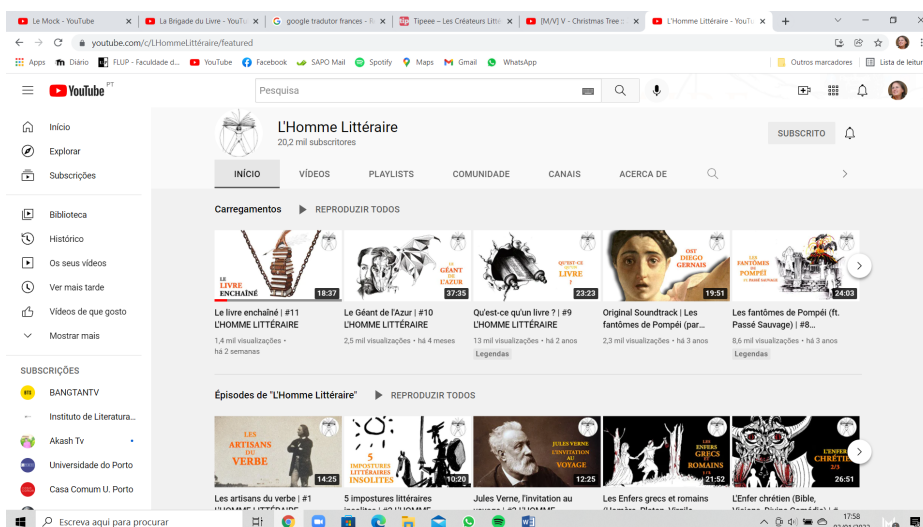 Le Mock - YouTube
La Brigade du Livre - YouTu
google tradutor frances - 
Tipeee – Les Créateurs Litté
[M/V] V - Christmas Tree ::
L'Homme Littéraire - YouTu
youtube.com/c/LHommeLittéraire/featured
Apps
Diário
FLUP - Faculdade d...
YouTube
Facebook
SAPO Mail
Spotify
Maps
Gmail
WhatsApp
Outros marcadores
Lista de leitur
YouTube PT
Pesquisa
Início
Explorar
Subscrições
Biblioteca
Histórico
Os seus vídeos
Ver mais tarde
Vídeos de que gosto
Mostrar mais
SUBSCRIÇÕES
BANGTANTV
Instituto de Literatura...
Akash Tv
Universidade do Porto
Casa Comum U. Porto
L'Homme Littéraire
20,2 mil subscritores
SUBSCRITO
INÍCIO
VÍDEOS
PLAYLISTS
COMUNIDADE
CANAIS
ACERCA DE
Carregamentos
REPRODUZIR TODOS
LE
LIVRE
ENCHAÎNÉ
18:37
Le livre enchaîné | #11
L'HOMME LITTÉRAIRE
1,4 mil visualizações •
há 2 semanas
LE
GÉANT
DE
L'AZUR
37:35
Le Géant de l'Azur | #10
L'HOMME LITTÉRAIRE
2,5 mil visualizações • há 4 meses
QU'EST-CE
LIVRE
?
23:23
Qu'est-ce qu'un livre ? | #9
L'HOMME LITTÉRAIRE
13 mil visualizações • há 2 anos
Legendas
OST
DIEGO
GERNAIS
19:51
Original Soundtrack | Les
fantômes de Pompéi (par...
2,3 mil visualizações • há 3 anos
LES
FANTÔMES
DE
POMPÉI
FT. PASSÉ SAUVAGE
24:03
Les fantômes de Pompéi (ft.
Passé Sauvage) | #8...
8,6 mil visualizações • há 3 anos
Legendas
Épisodes de "L'Homme Littéraire"
REPRODUZIR TODOS
LES
ARTISANS
DU
VERBE
14:25
Les artisans du verbe | #1
5
IMPOSTURES
LITTÉRAIRES
INSOLITES
10:20
5 impostures littéraires
JULES VERNE
L'INVITATION
AU
VOYAGE
12:25
Jules Verne, l'invitation au
LES
ENFERS
GRECS
ET
ROMAINS
1/3
21:52
Les Enfers grecs et romains
L'ENFER
CHRÉTIEN
2/3
26:51
L'Enfer chrétien (Bible,
Escreva aqui para procurar
17:58